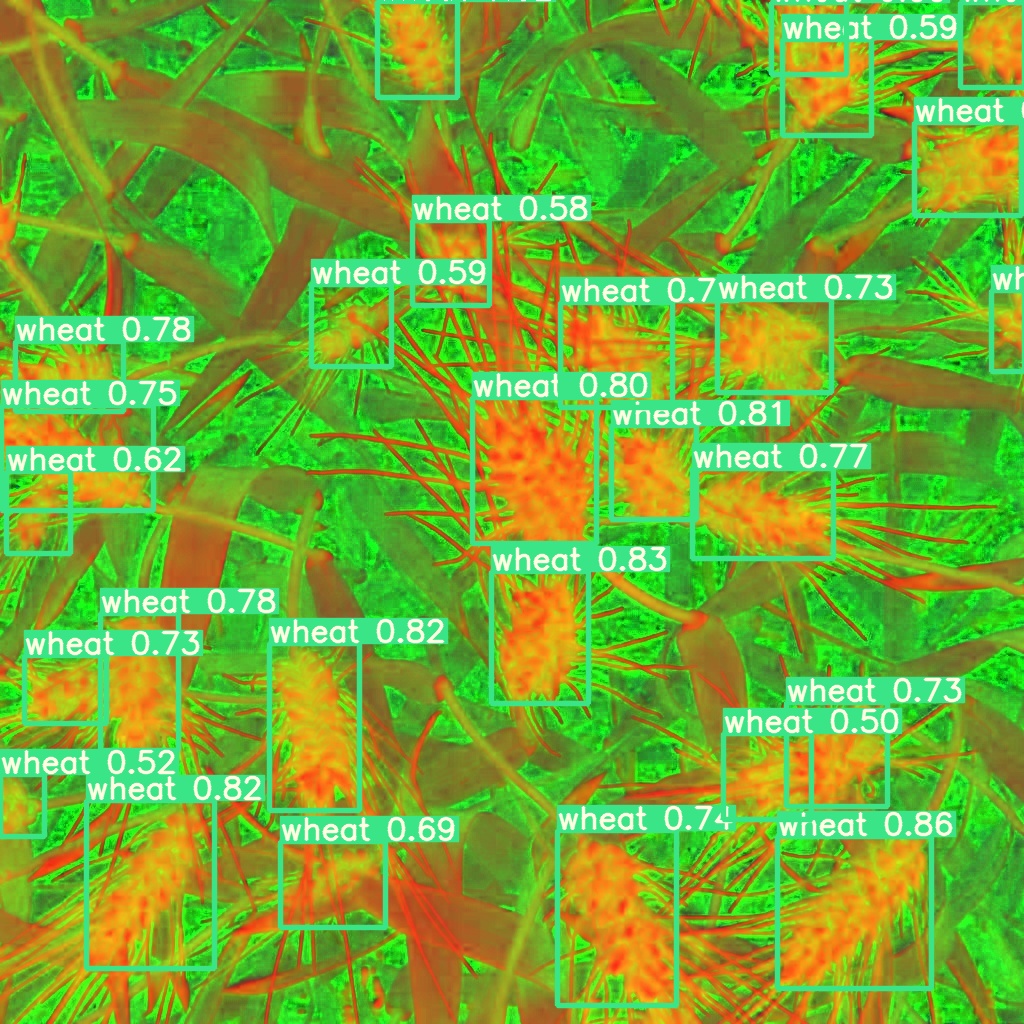 wheat 0.59
wheat
wheat 0.58
wheat 0.59
wheat 0.7
wheat 0.73
wheat 0.78
wheat 0.75
wheat 0.80
wheat 0.81
wheat 0.62
wheat 0.77
wheat 0.83
wheat 0.78
wheat 0.73
wheat 0.82
wheat 0.73
wheat 0.50
wheat 0.52
wheat 0.82
wheat 0.69
wheat 0.74
wheat 0.86